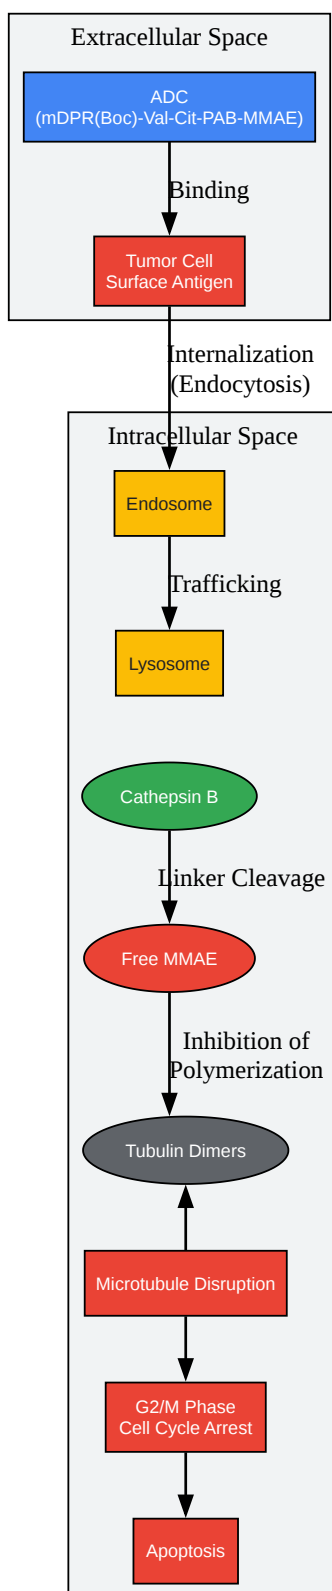 Extracellular Space
ADC
(mDPR(Boc)-Val-Cit-PAB-MMAE)
Binding
Tumor Cell
Surface Antigen
Internalization
(Endocytosis)
Intracellular Space
Endosome
Trafficking
Lysosome
Cathepsin B
Linker Cleavage
Free MMAE
Inhibition of
Polymerization
Tubulin Dimers
Microtubule Disruption
G2/M Phase
Cell Cycle Arrest
Apoptosis